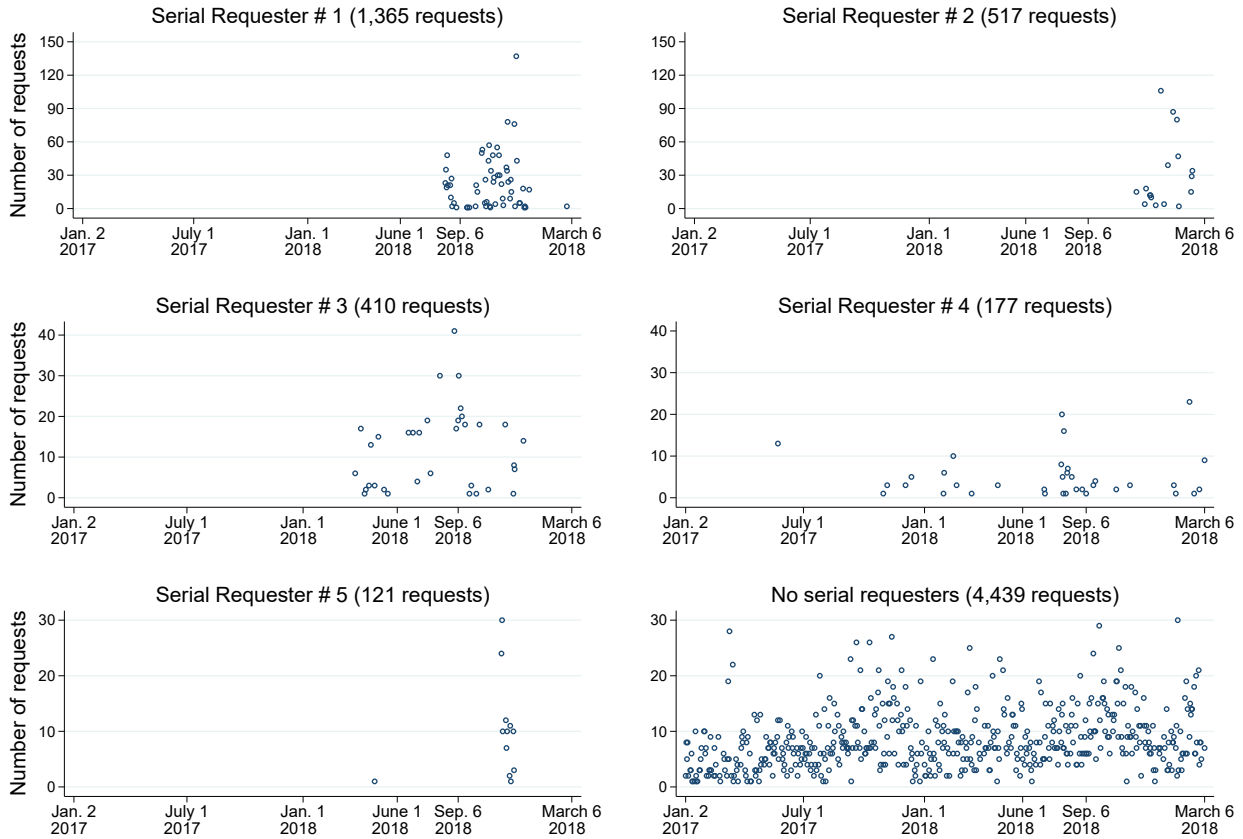 Serial Requester # 1 (1,365 requests)
Number of requests
150
120
90
60
30
0
Jan. 2 July 1 Jan. 1 June 1 Sep. 6 March 6
2017 2017 2018 2018 2018 2018
Serial Requester # 2 (517 requests)
150
120
90
60
30
0
Jan. 2 July 1 Jan. 1 June 1 Sep. 6 March 6
2017 2017 2018 2018 2018 2018
Serial Requester # 3 (410 requests)
Number of requests
40
30
20
10
0
Jan. 2 July 1 Jan. 1 June 1 Sep. 6 March 6
2017 2017 2018 2018 2018 2018
Serial Requester # 4 (177 requests)
40
30
20
10
0
Jan. 2 July 1 Jan. 1 June 1 Sep. 6 March 6
2017 2017 2018 2018 2018 2018
Serial Requester # 5 (121 requests)
Number of requests
30
20
10
0
Jan. 2 July 1 Jan. 1 June 1 Sep. 6 March 6
2017 2017 2018 2018 2018 2018
No serial requesters (4,439 requests)
30
20
10
0
Jan. 2 July 1 Jan. 1 June 1 Sep. 6 March 6
2017 2017 2018 2018 2018 2018